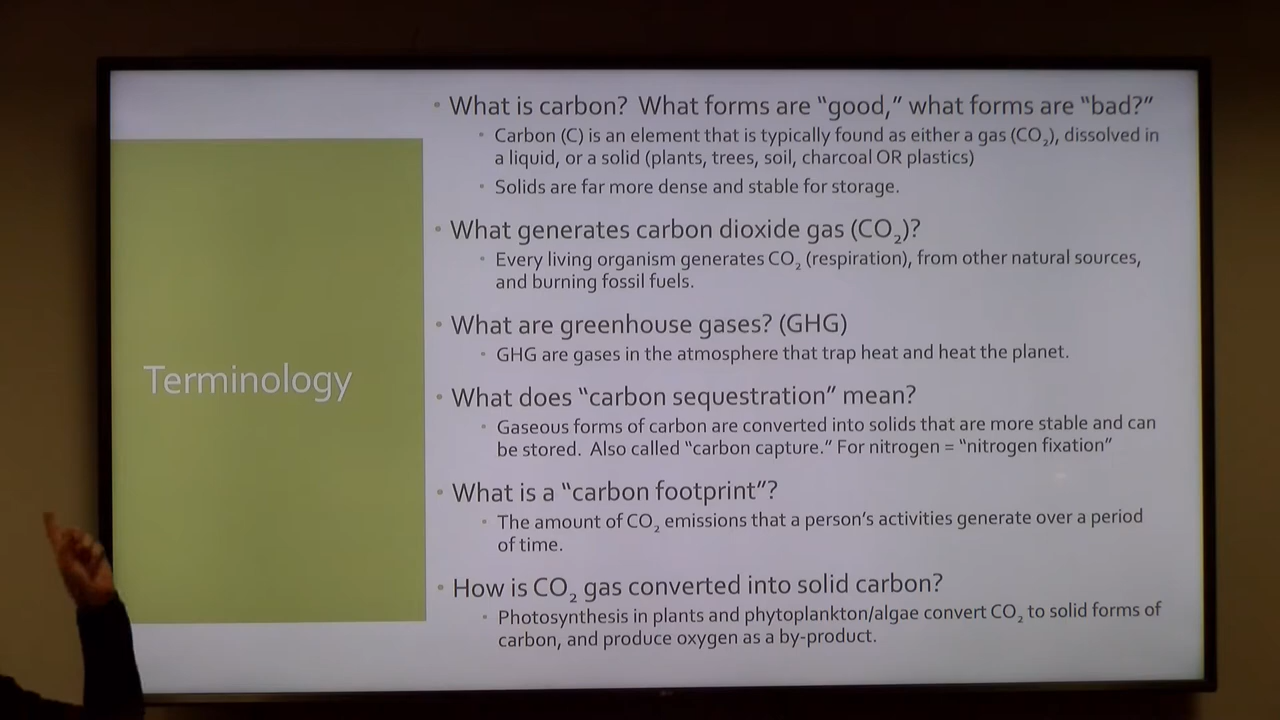 Terminology
• What is carbon? What forms are “good,” what forms are “bad?”
• Carbon (C) is an element that is typically found as either a gas (CO₂), dissolved in
a liquid, or a solid (plants, trees, soil, charcoal OR plastics)
• Solids are far more dense and stable for storage.
• What generates carbon dioxide gas (CO₂)?
• Every living organism generates CO₂ (respiration), from other natural sources,
and burning fossil fuels.
• What are greenhouse gases? (GHG)
• GHG are gases in the atmosphere that trap heat and heat the planet.
• What does “carbon sequestration” mean?
• Gaseous forms of carbon are converted into solids that are more stable and can
be stored. Also called “carbon capture.” For nitrogen = “nitrogen fixation”
• What is a “carbon footprint”?
• The amount of CO₂ emissions that a person’s activities generate over a period
of time.
• How is CO₂ gas converted into solid carbon?
• Photosynthesis in plants and phytoplankton/algae convert CO₂ to solid forms of
carbon, and produce oxygen as a by-product.